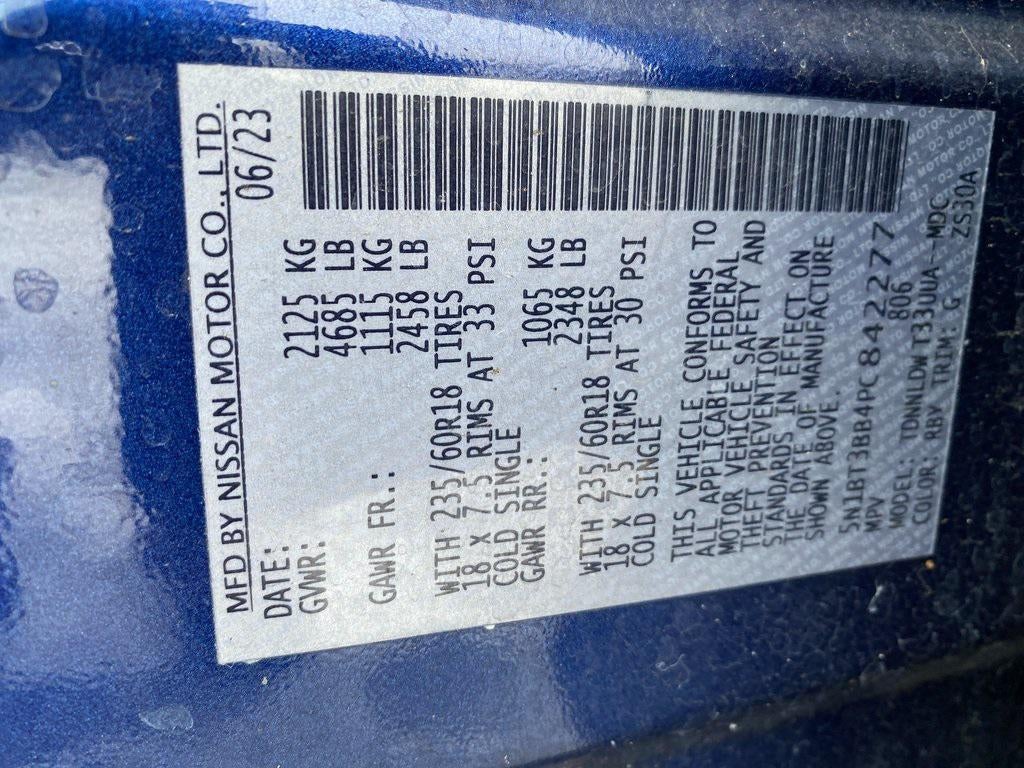 MFD BY NISSAN MOTOR CO., LTD.
DATE: 06/23
GVWR: 2125 KG
4685 LB
GAWR FR.: 1115 KG
2458 LB
WITH 235/60R18 TIRES
18 X 7.5 RIMS AT 33 PSI
COLD SINGLE
GAWR RR.: 1065 KG
2348 LB
WITH 235/60R18 TIRES
18 X 7.5 RIMS AT 30 PSI
COLD SINGLE
THIS VEHICLE CONFORMS TO
ALL APPLICABLE FEDERAL
MOTOR VEHICLE SAFETY AND
THEFT PREVENTION
STANDARDS IN EFFECT ON
THE DATE OF MANUFACTURE
SHOWN ABOVE.
5N1BT3BB4PC842277
MPV 806
MODEL: TDNNLDWT33UUA--MDC
COLOR: RBY TRIM: G ZS30A